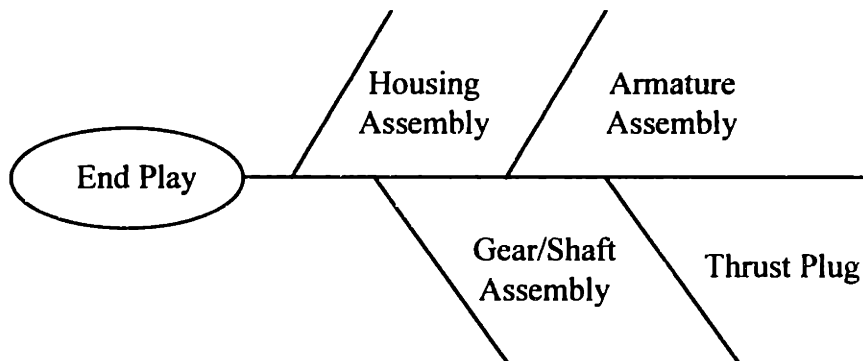 Housing
Assembly
Armature
Assembly
End Play
Gear/Shaft
Assembly
Thrust Plug